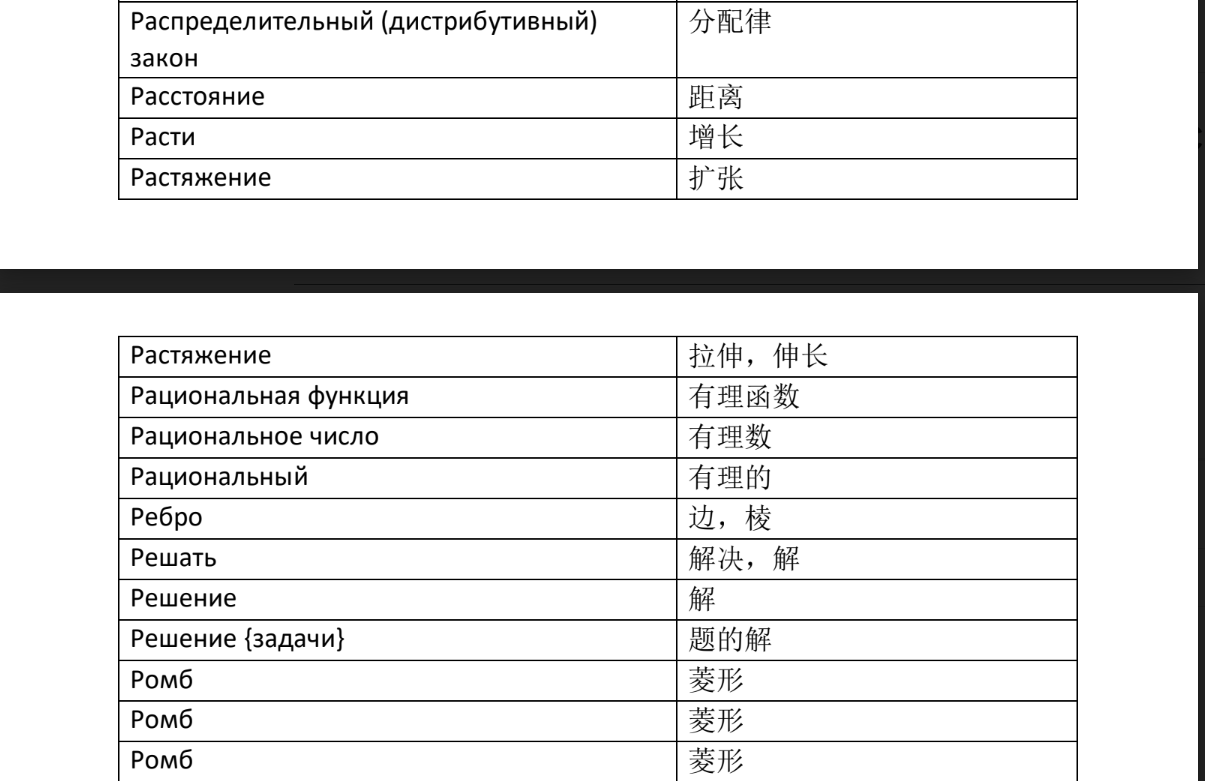 Распределительный (дистрибутивный) 分配律
закон
Расстояние 距离
Расти 增长
Растяжение 扩张
Растяжение 拉伸，伸长
Рациональная функция 有理函数
Рациональное число 有理数
Рациональный 有理的
Ребро 边，棱
Решать 解决，解
Решение 解
Решение {задачи} 题的解
Ромб 菱形
Ромб 菱形
Ромб 菱形